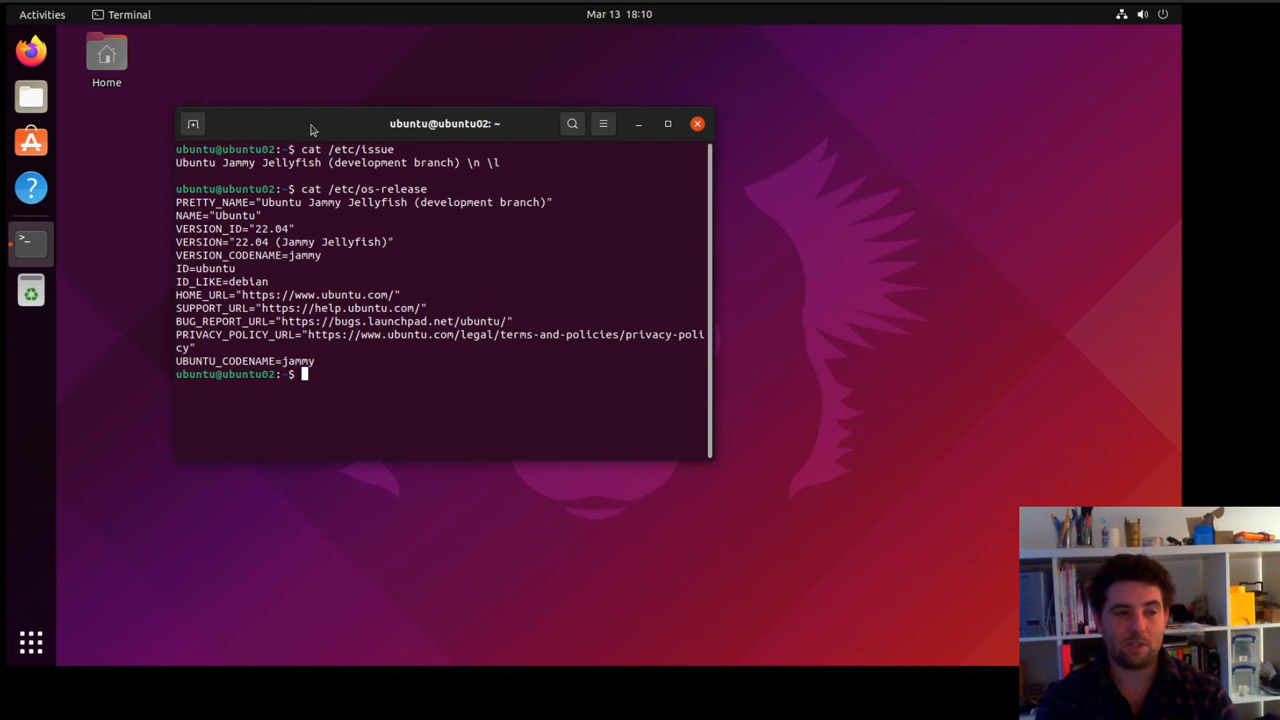 Activities
Terminal
Mar 13 18:10
Home
ubuntu@ubuntu02: ~
ubuntu@ubuntu02:~$ cat /etc/issue
Ubuntu Jammy Jellyfish (development branch) \n \l
ubuntu@ubuntu02:~$ cat /etc/os-release
PRETTY_NAME="Ubuntu Jammy Jellyfish (development branch)"
NAME="Ubuntu"
VERSION_ID="22.04"
VERSION="22.04 (Jammy Jellyfish)"
VERSION_CODENAME=jammy
ID=ubuntu
ID_LIKE=debian
HOME_URL="https://www.ubuntu.com/"
SUPPORT_URL="https://help.ubuntu.com/"
BUG_REPORT_URL="https://bugs.launchpad.net/ubuntu/"
PRIVACY_POLICY_URL="https://www.ubuntu.com/legal/terms-and-policies/privacy-poli
cy"
UBUNTU_CODENAME=jammy
ubuntu@ubuntu02:~$